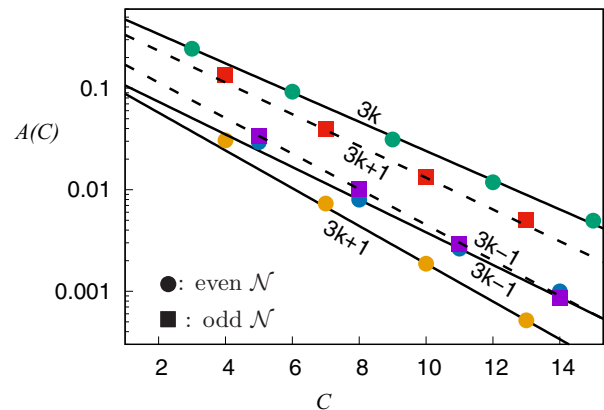 0.1
0.01
0.001
A(C)
3k
3k+1
3k+1
3k−1
3k−1
●: even 𝒩
■ : odd 𝒩
2 4 6 8 10 12 14
C